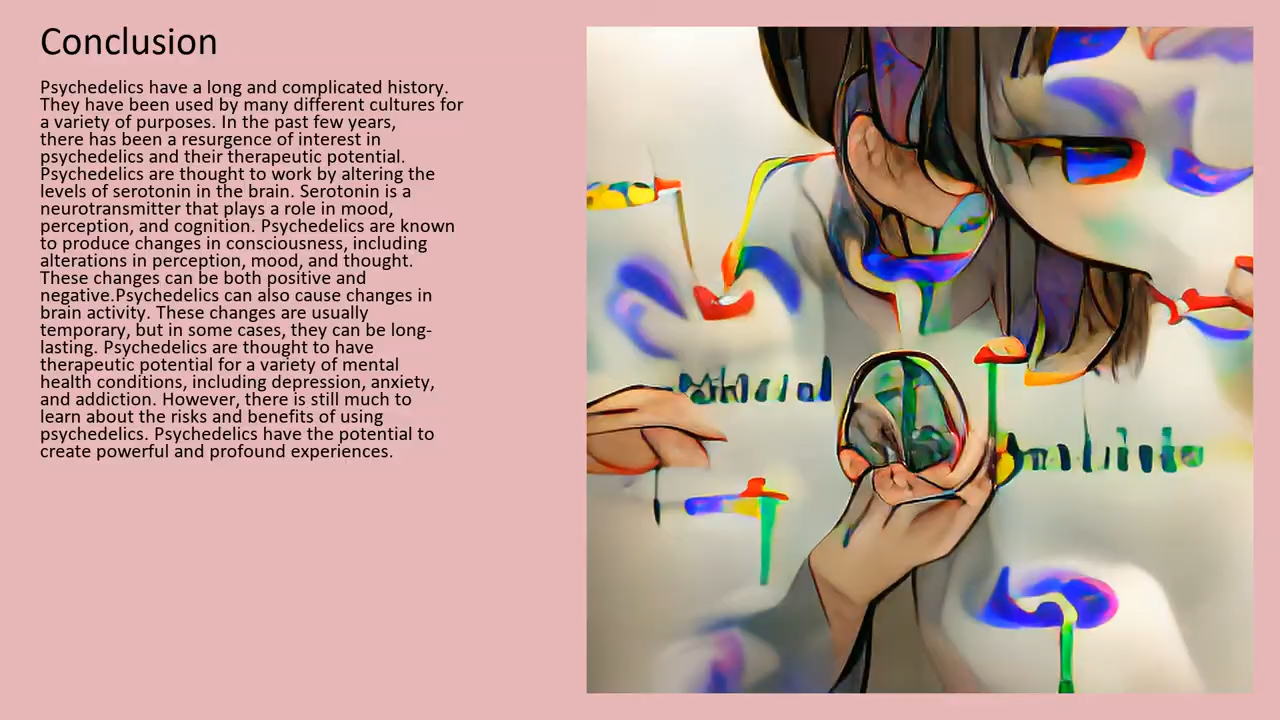 Conclusion
Psychedelics have a long and complicated history.
They have been used by many different cultures for
a variety of purposes. In the past few years,
there has been a resurgence of interest in
psychedelics and their therapeutic potential.
Psychedelics are thought to work by altering the
levels of serotonin in the brain. Serotonin is a
neurotransmitter that plays a role in mood,
perception, and cognition. Psychedelics are known
to produce changes in consciousness, including
alterations in perception, mood, and thought.
These changes can be both positive and
negative.Psychedelics can also cause changes in
brain activity. These changes are usually
temporary, but in some cases, they can be long-
lasting. Psychedelics are thought to have
therapeutic potential for a variety of mental
health conditions, including depression, anxiety,
and addiction. However, there is still much to
learn about the risks and benefits of using
psychedelics. Psychedelics have the potential to
create powerful and profound experiences.